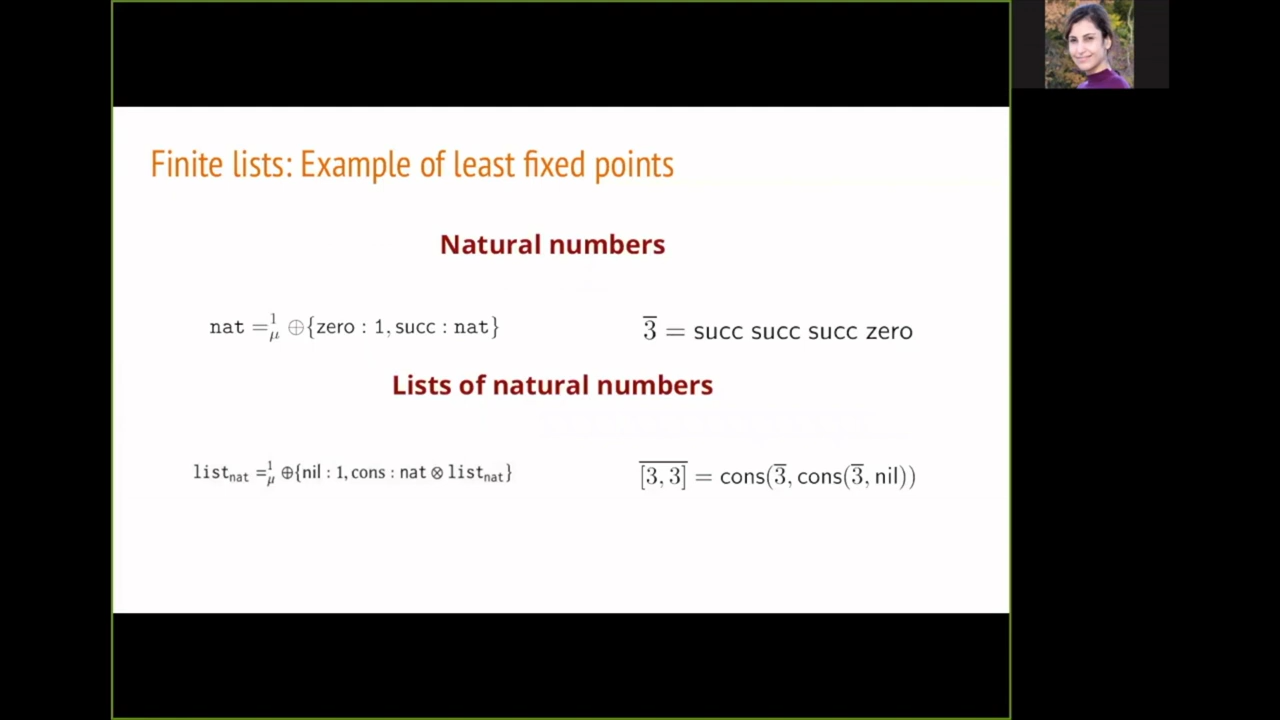 Finite lists: Example of least fixed points
Natural numbers
nat =¹_μ ⊕{zero : 1, succ : nat}
3̅ = succ succ succ zero
Lists of natural numbers
list_nat =¹_μ ⊕{nil : 1, cons : nat ⊗ list_nat}
[3, 3]̅ = cons(3̅, cons(3̅, nil))